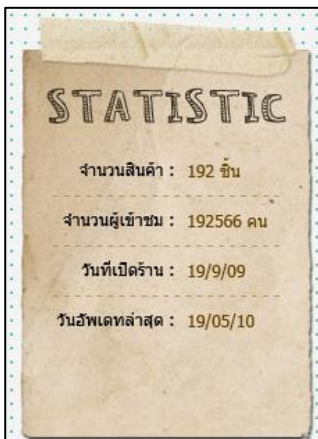 STATISTIC
จำนวนสินค้า : 192 ชิ้น
จำนวนผู้เข้าชม : 192566 คน
วันที่เปิดร้าน : 19/9/09
วันอัพเดทล่าสุด : 19/05/10